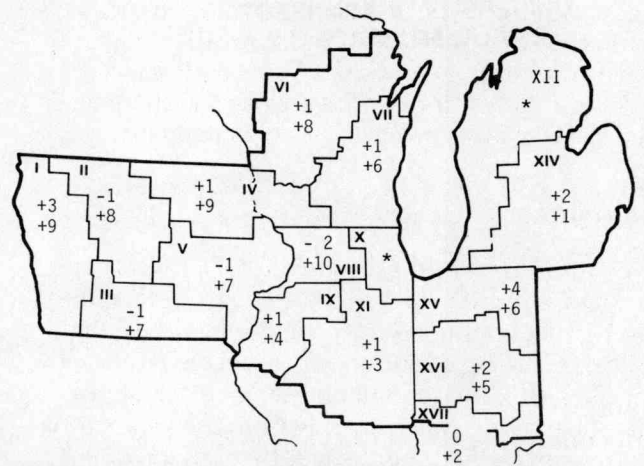 XII
*
VI
+1
+8
VII
+1
+6
XIV
+2
+1
I
II
IV
+3
+9
-1
+8
+1
+9
V
-1
+7
III
-1
+7
- 2
+10
VIII
X
*
IX
+1
+4
XI
+1
+3
XV
+4
+6
XVI
+2
+5
XVII
0
+2